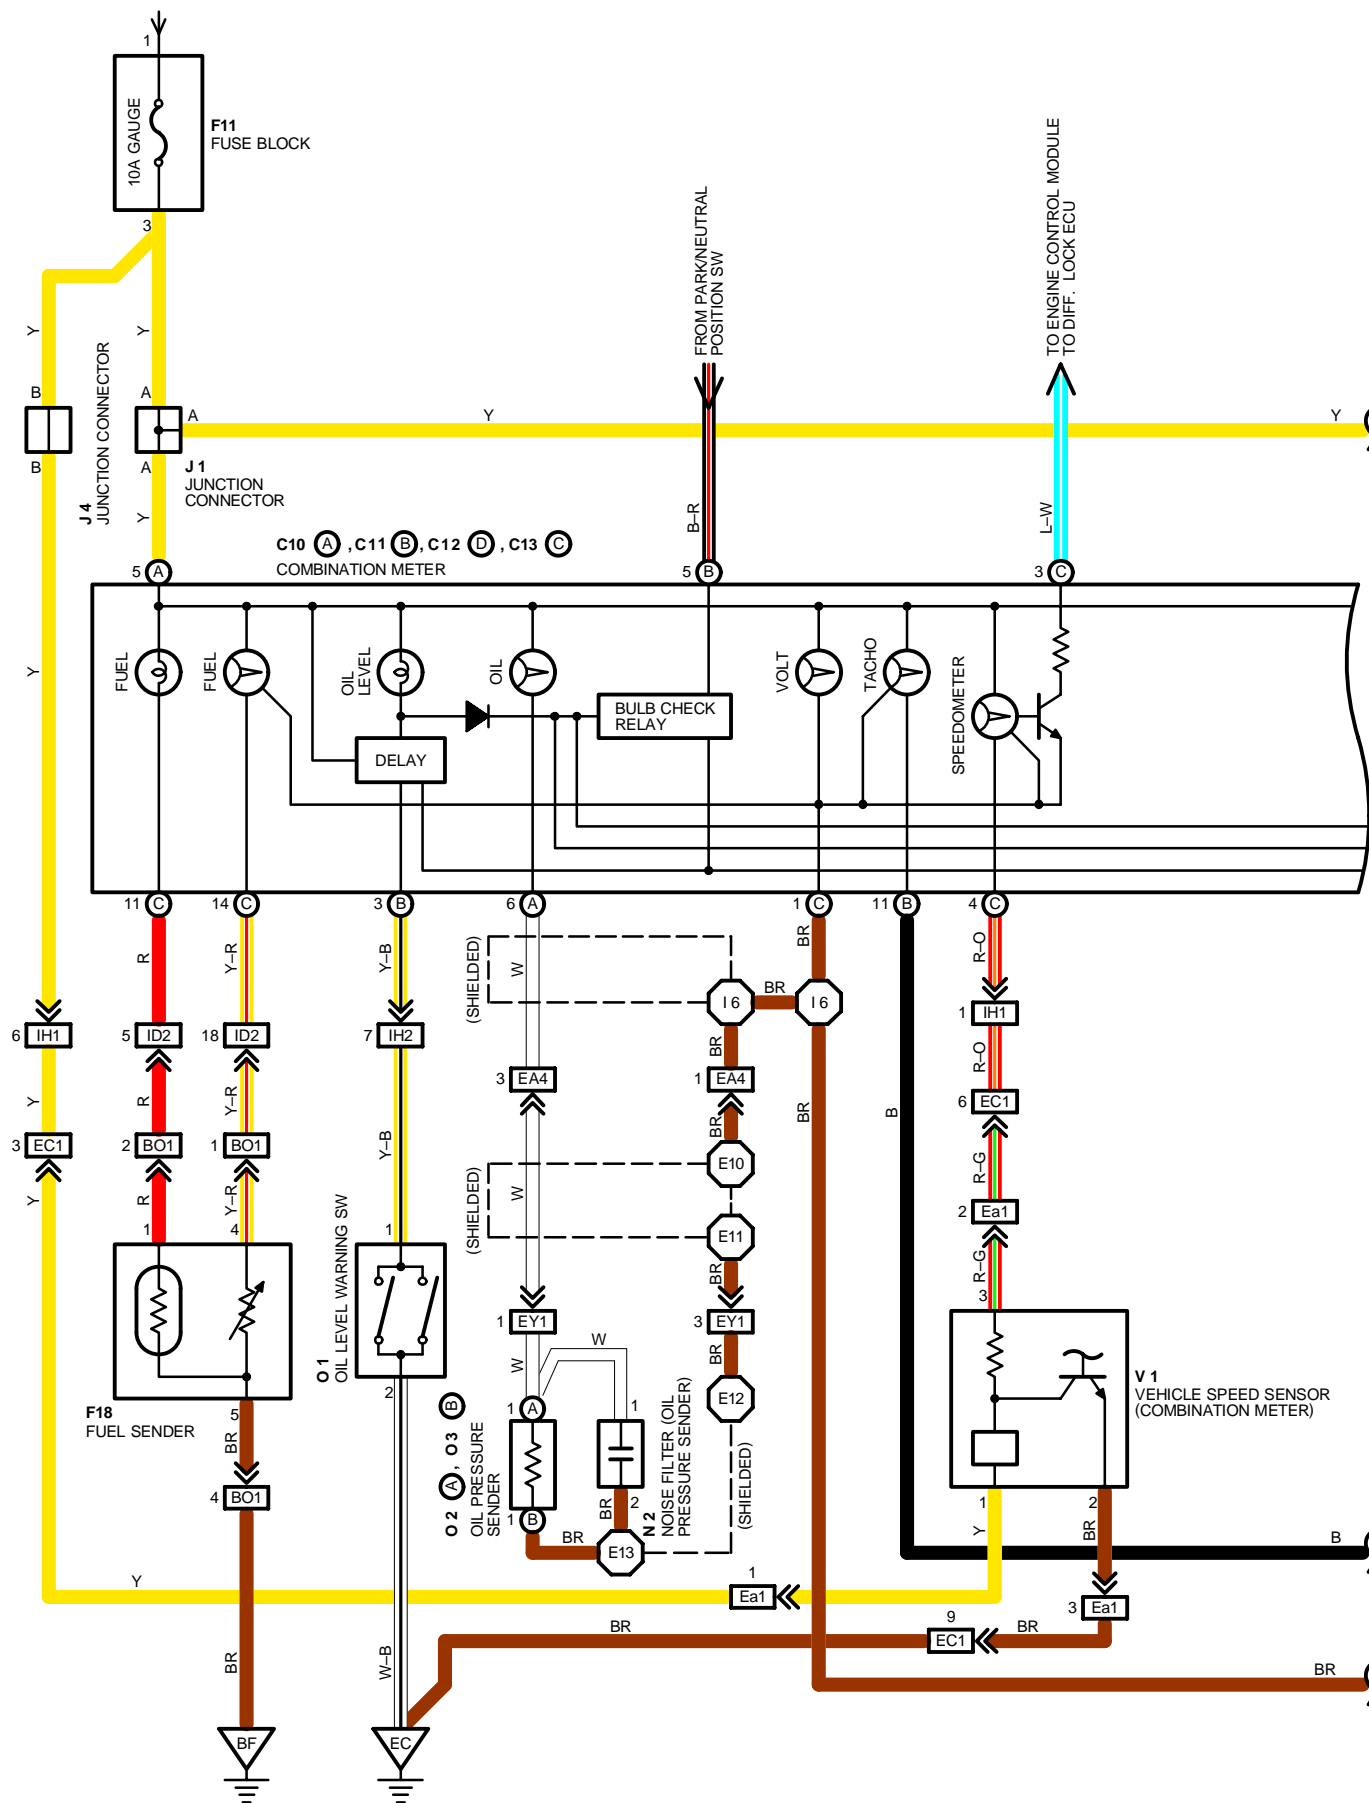 1
10A GAUGE
F11
FUSE BLOCK
3
Y
Y
FROM PARK/NEUTRAL
POSITION SW
TO ENGINE CONTROL MODULE
TO DIFF. LOCK ECU
B
A
A
Y
Y
B
A
J 4
JUNCTION CONNECTOR
J 1
JUNCTION
CONNECTOR
Y
B–R
L–W
C10 A , C11 B , C12 D , C13 C
COMBINATION METER
5 A
5 B
3 C
Y
FUEL
FUEL
OIL
LEVEL
OIL
VOLT
TACHO
SPEEDOMETER
BULB CHECK
RELAY
DELAY
11 C
14 C
3 B
6 A
1 C
11 B
4 C
R
Y–R
Y–B
W
(SHIELDED)
BR
R–O
I 6
BR
I 6
6 IH1
5 ID2
18 ID2
7 IH2
1 IH1
BR
R–O
3 EA4
1 EA4
Y
R
Y–R
BR
B
6 EC1
3 EC1
2 BO1
1 BO1
Y–B
BR
E10
R–G
Y
R
Y–R
W
(SHIELDED)
2 Ea1
1
4
1
E11
BR
R–G
3
O 1
OIL LEVEL WARNING SW
1 EY1
3 EY1
W
W
BR
E12
V 1
VEHICLE SPEED SENSOR
(COMBINATION METER)
F18
FUEL SENDER
5
2
1 A
1
BR
O 2 A , O 3 B
OIL PRESSURE
SENDER
N 2
NOISE FILTER (OIL
PRESSURE SENDER)
(SHIELDED)
4 BO1
1 B
BR
2
BR
E13
1
2
Y
BR
B
Y
1
Ea1
3 Ea1
BR
9
EC1
BR
BR
W–B
BR
BF
EC